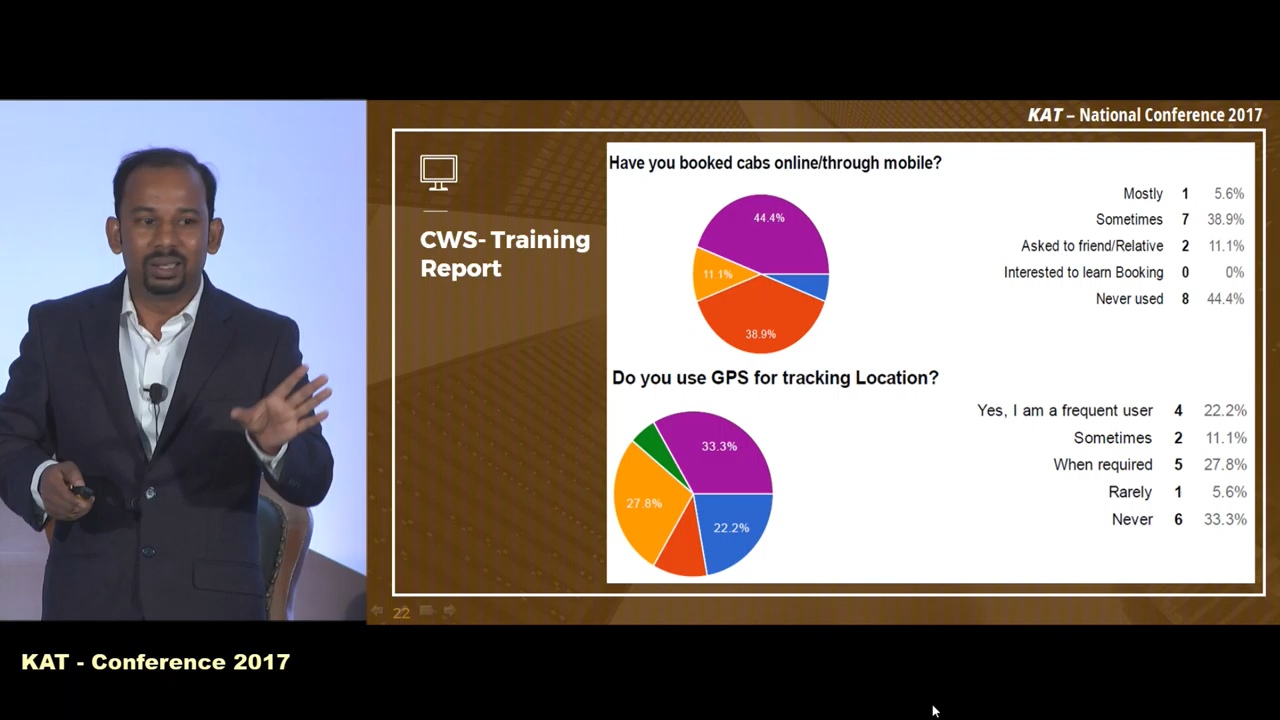 KAT – National Conference 2017
CWS- Training
Report
Have you booked cabs online/through mobile?
44.4%
11.1%
38.9%
Mostly 1 5.6%
Sometimes 7 38.9%
Asked to friend/Relative 2 11.1%
Interested to learn Booking 0 0%
Never used 8 44.4%
Do you use GPS for tracking Location?
33.3%
27.8%
22.2%
Yes, I am a frequent user 4 22.2%
Sometimes 2 11.1%
When required 5 27.8%
Rarely 1 5.6%
Never 6 33.3%
22
KAT - Conference 2017